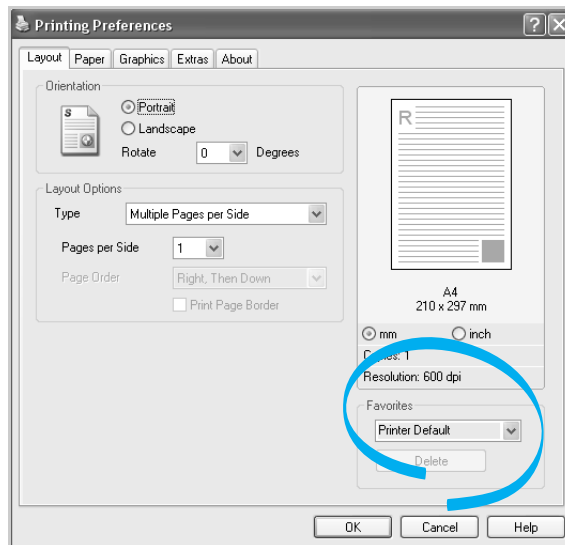 Printing Preferences
Layout Paper Graphics Extras About
Orientation
S
Portrait
Landscape
Rotate 0 Degrees
Layout Options
Type Multiple Pages per Side
Pages per Side 1
Page Order Right, Then Down
Print Page Border
R
A4
210 x 297 mm
mm inch
Copies: 1
Resolution: 600 dpi
Favorites
Printer Default
Delete
OK Cancel Help